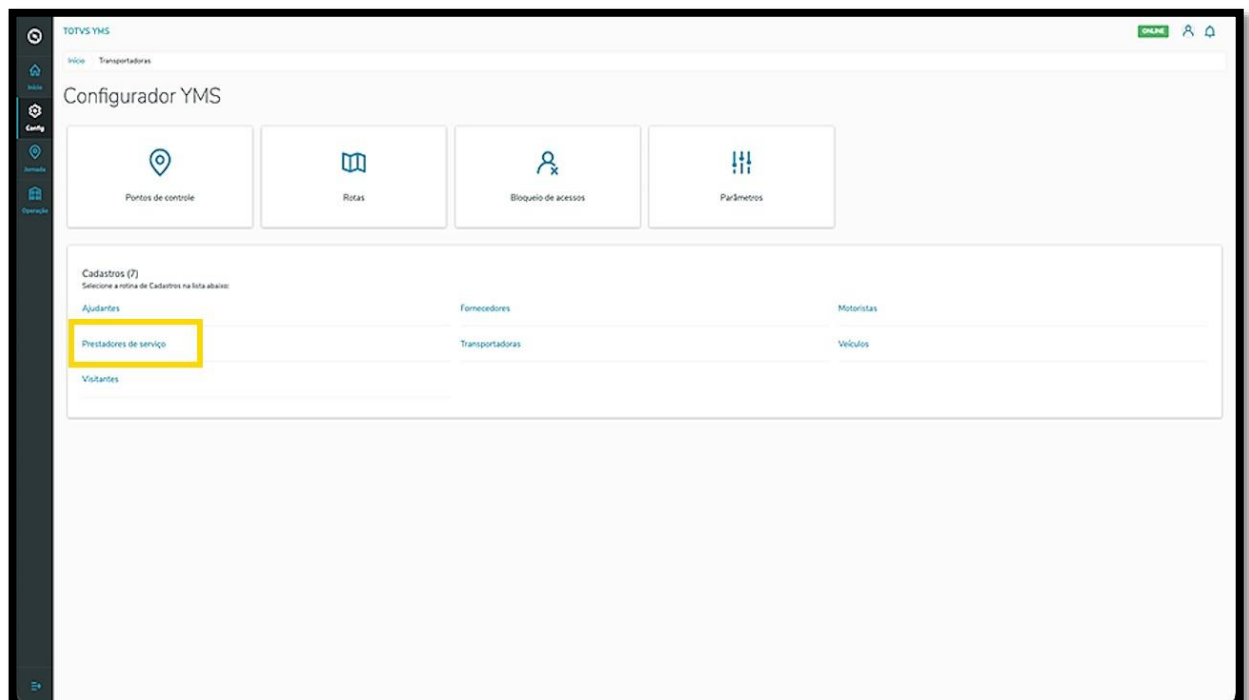 TOTVS YMS
ONLINE
Início Transportadoras
Início
Config
Jornada
Operação
Configurador YMS
Pontos de controle
Rotas
Bloqueio de acessos
Parâmetros
Cadastros (7)
Selecione a rotina de Cadastros na lista abaixo:
Ajudantes Fornecedores Motoristas
Prestadores de serviço Transportadoras Veículos
Visitantes